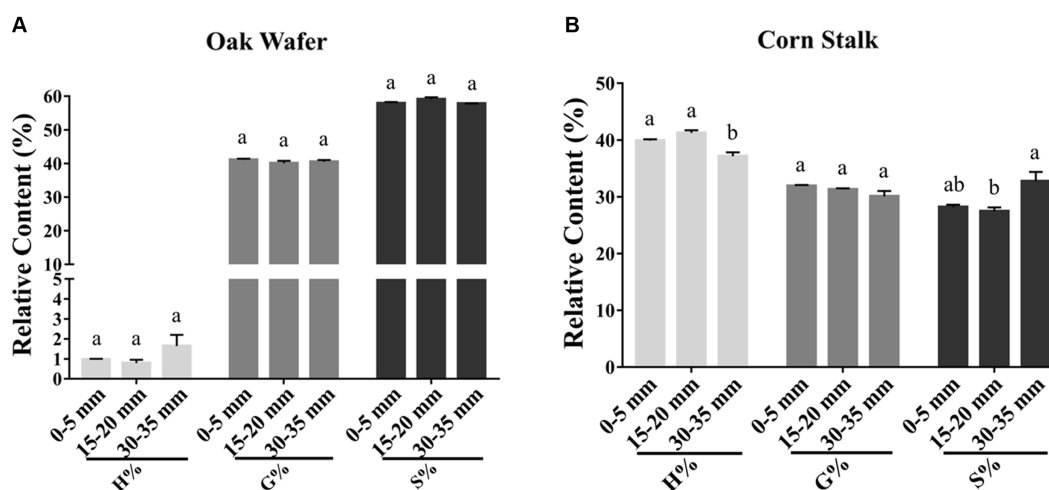 A
Oak Wafer
Relative Content (%)
60
50
40
30
20
10
5
4
3
2
1
0
a
a
a
a
a
a
a
a
a
0-5 mm
15-20 mm
30-35 mm
0-5 mm
15-20 mm
30-35 mm
0-5 mm
15-20 mm
30-35 mm
H%
G%
S%
B
Corn Stalk
Relative Content (%)
50
40
30
20
10
0
a
a
b
a
a
a
ab
b
a
0-5 mm
15-20 mm
30-35 mm
0-5 mm
15-20 mm
30-35 mm
0-5 mm
15-20 mm
30-35 mm
H%
G%
S%